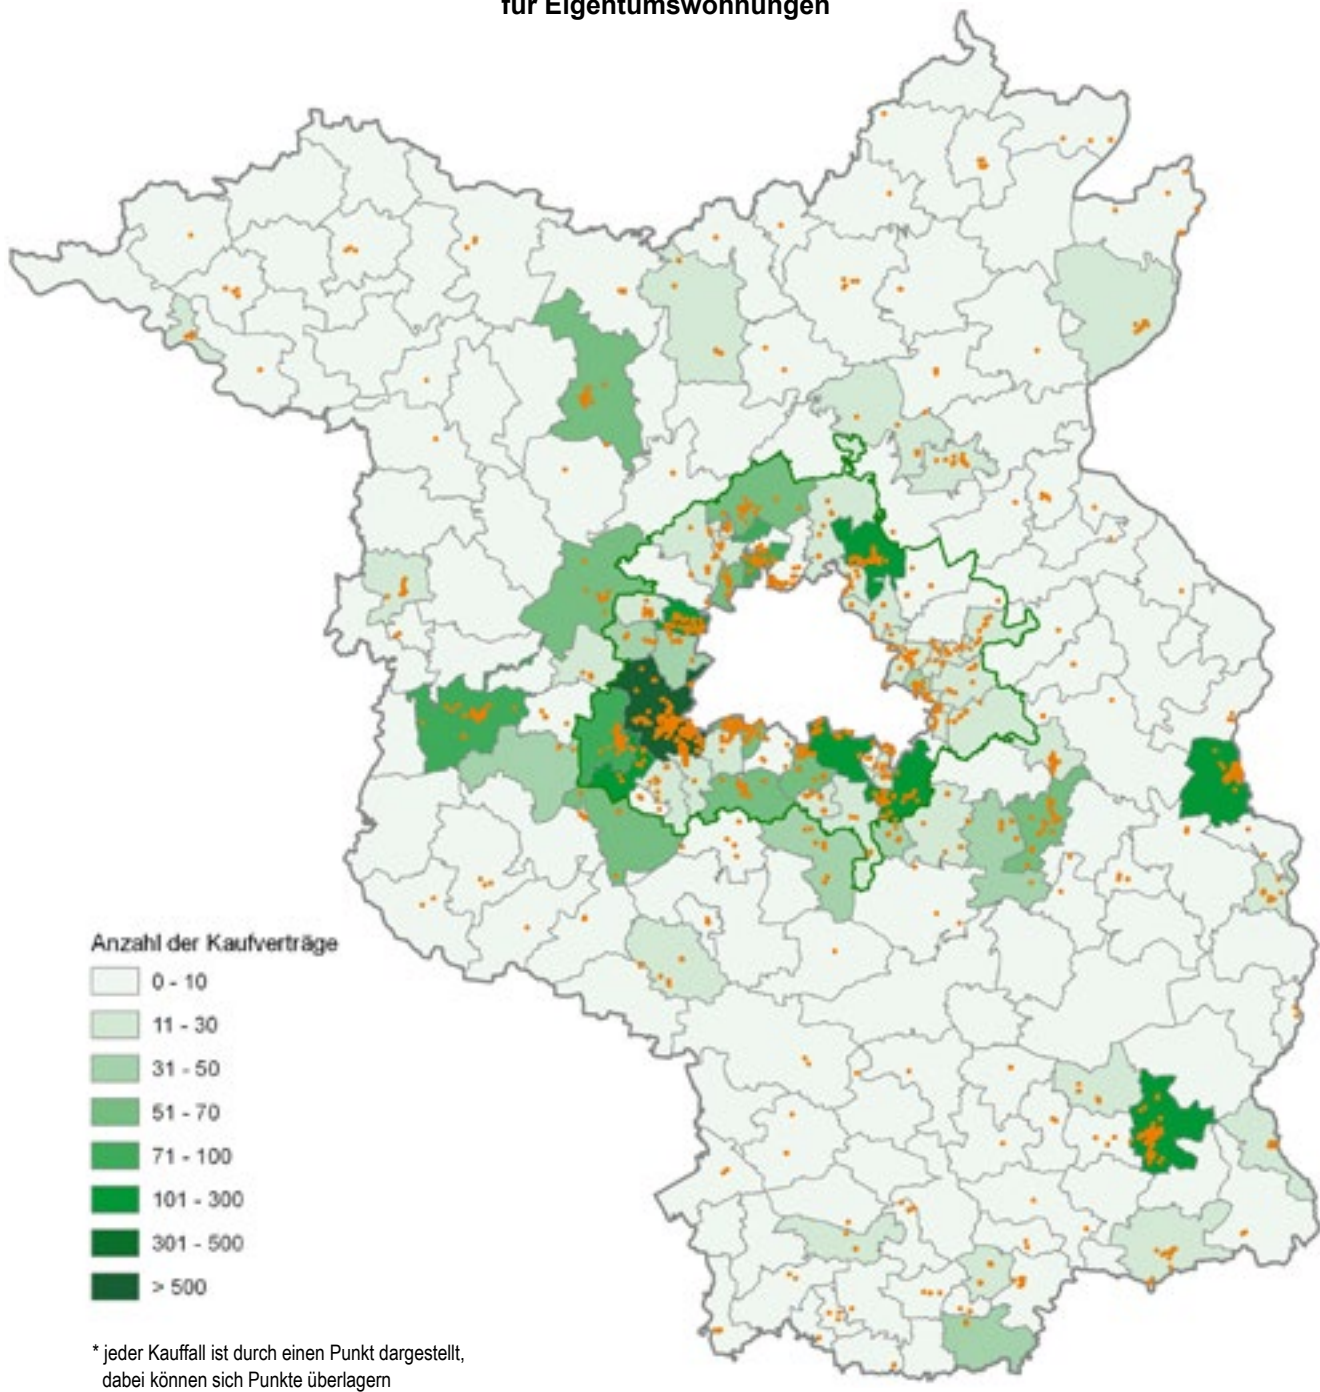 für Eigentumswohnungen
Anzahl der Kaufverträge
0 - 10
11 - 30
31 - 50
51 - 70
71 - 100
101 - 300
301 - 500
> 500
* jeder Kauffall ist durch einen Punkt dargestellt,
dabei können sich Punkte überlagern